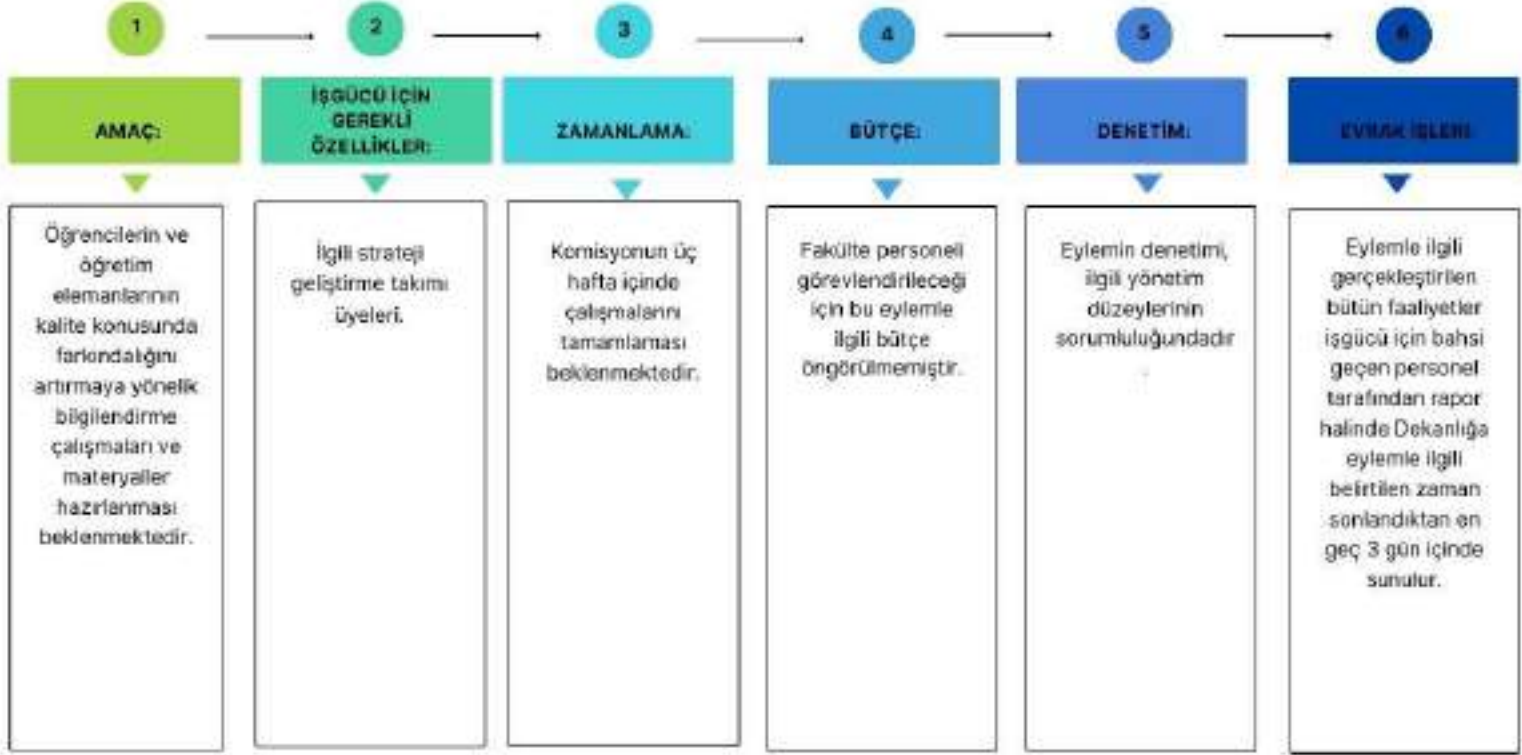 1
2
3
4
5
6
AMAÇ:
İŞGÜCÜ İÇİN
GEREKLİ
ÖZELLİKLER:
ZAMANLAMA:
BÜTÇE:
DENETİM:
EVRAK İŞLERİ:
Öğrencilerin ve
öğretim
elemanlarının
kalite konusunda
farkındalığını
artırmaya yönelik
bilgilendirme
çalışmaları ve
materyaller
hazırlanması
beklenmektedir.
İlgili strateji
geliştirme takımı
üyeleri.
Komisyonun üç
hafta içinde
çalışmalarını
tamamlaması
beklenmektedir.
Fakülte personeli
görevlendirileceği
için bu eylemle
ilgili bütçe
öngörülmemiştir.
Eylemin denetimi,
ilgili yönetim
düzeylerinin
sorumluluğundadır
.
Eylemle ilgili
gerçekleştirilen
bütün faaliyetler
işgücü için bahsi
geçen personel
tarafından rapor
halinde Dekanlığa
eylemle ilgili
belirtilen zaman
sonlandıktan en
geç 3 gün içinde
sunulur.